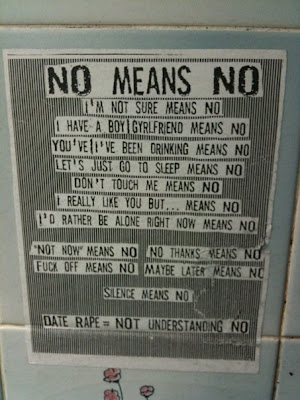 NO MEANS NO
I'M NOT SURE MEANS NO
I HAVE A BOY|GYRLFRIEND MEANS NO
YOU'VE|I'VE BEEN DRINKING MEANS NO
LET'S JUST GO TO SLEEP MEANS NO
DON'T TOUCH ME MEANS NO
I REALLY LIKE YOU BUT... MEANS NO
I'D RATHER BE ALONE RIGHT NOW MEANS NO
"NOT NOW" MEANS NO NO THANKS MEANS NO
FUCK OFF MEANS NO MAYBE LATER MEANS NO
SILENCE MEANS NO
DATE RAPE = NOT UNDERSTANDING NO